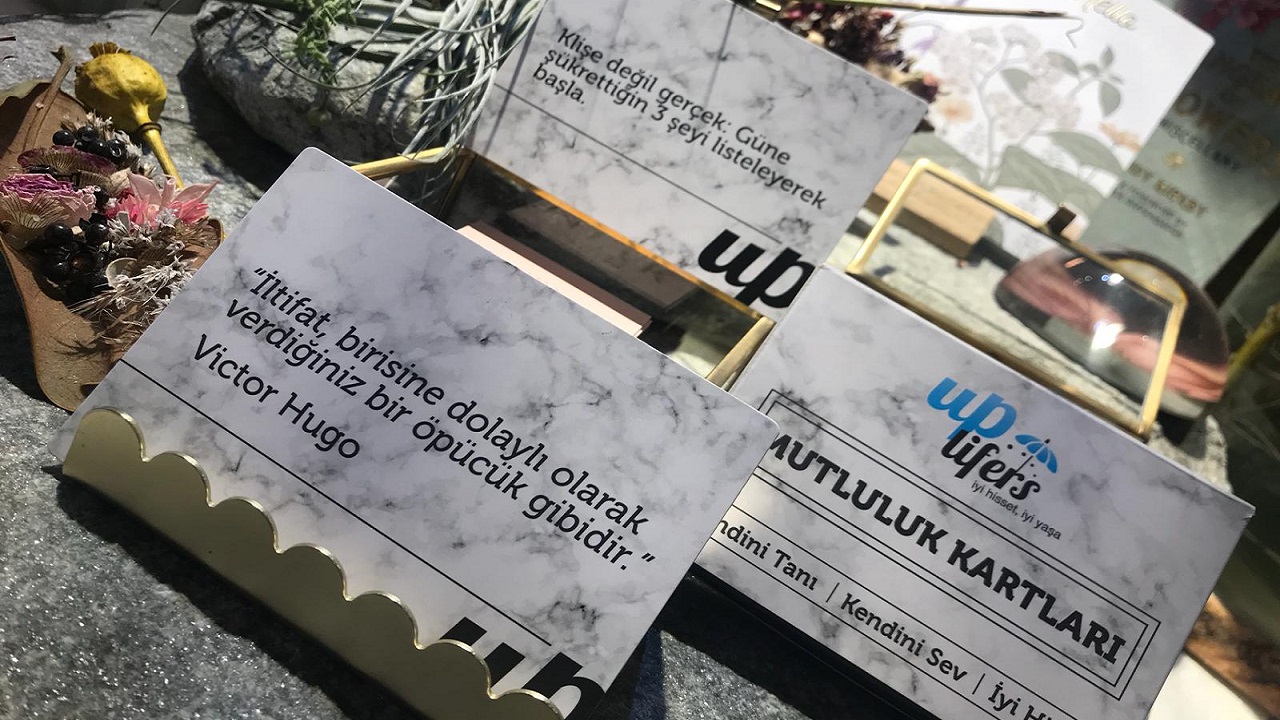 Klişe değil gerçek: Güne
şükrettiğin 3 şeyi listeleyerek
başla.
up
“İltifat, birisine dolaylı olarak
verdiğiniz bir öpücük gibidir.”
Victor Hugo
up
up
lifers
iyi hisset, iyi yaşa
MUTLULUK KARTLARI
Tanı | Kendini Sev | İyi